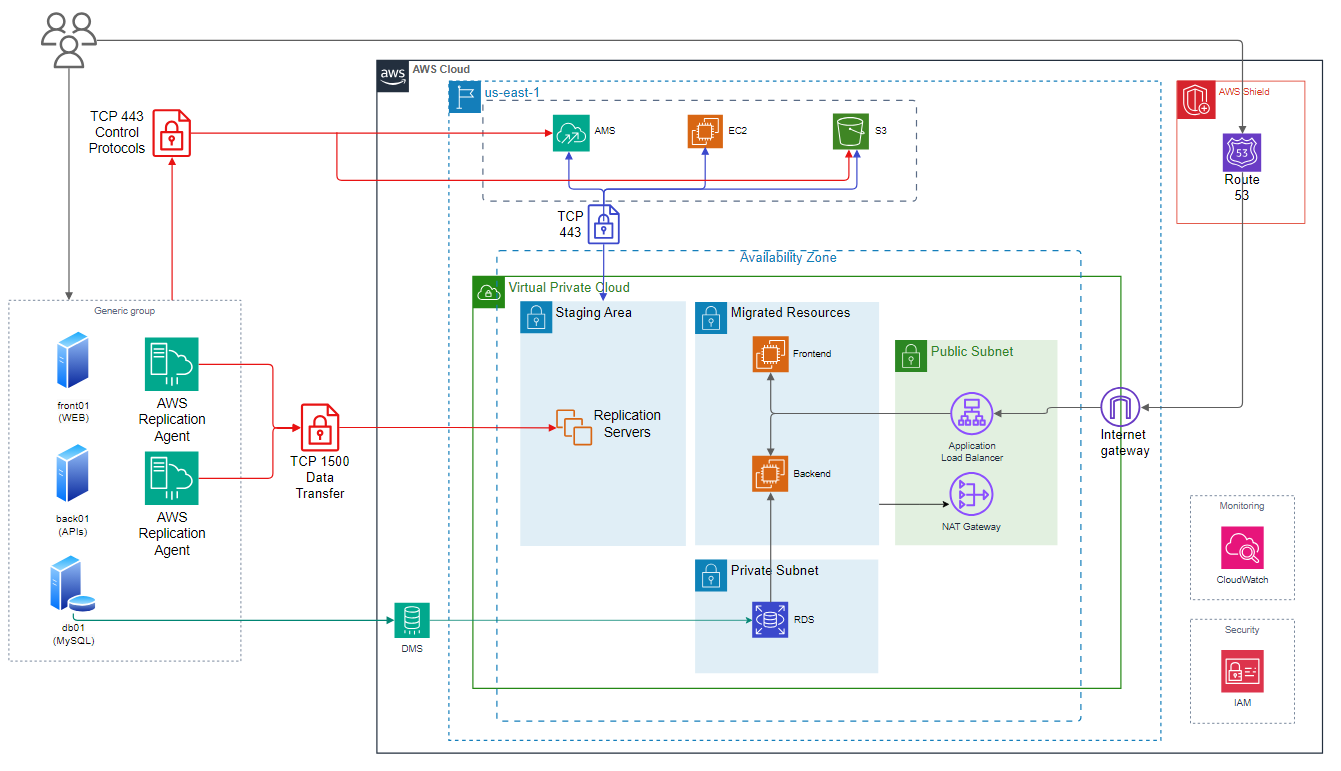 aws
AWS Cloud
us-east-1
AWS Shield
TCP 443
Control
Protocols
AMS
EC2
S3
53
Route
53
TCP
443
Availability Zone
Virtual Private Cloud
Generic group
Staging Area
Migrated Resources
Public Subnet
Frontend
front01
(WEB)
AWS
Replication
Agent
Replication
Servers
Application
Load Balancer
Internet
gateway
TCP 1500
Data
Transfer
Backend
back01
(APIs)
AWS
Replication
Agent
NAT Gateway
Monitoring
CloudWatch
Private Subnet
RDS
db01
(MySQL)
DMS
Security
IAM